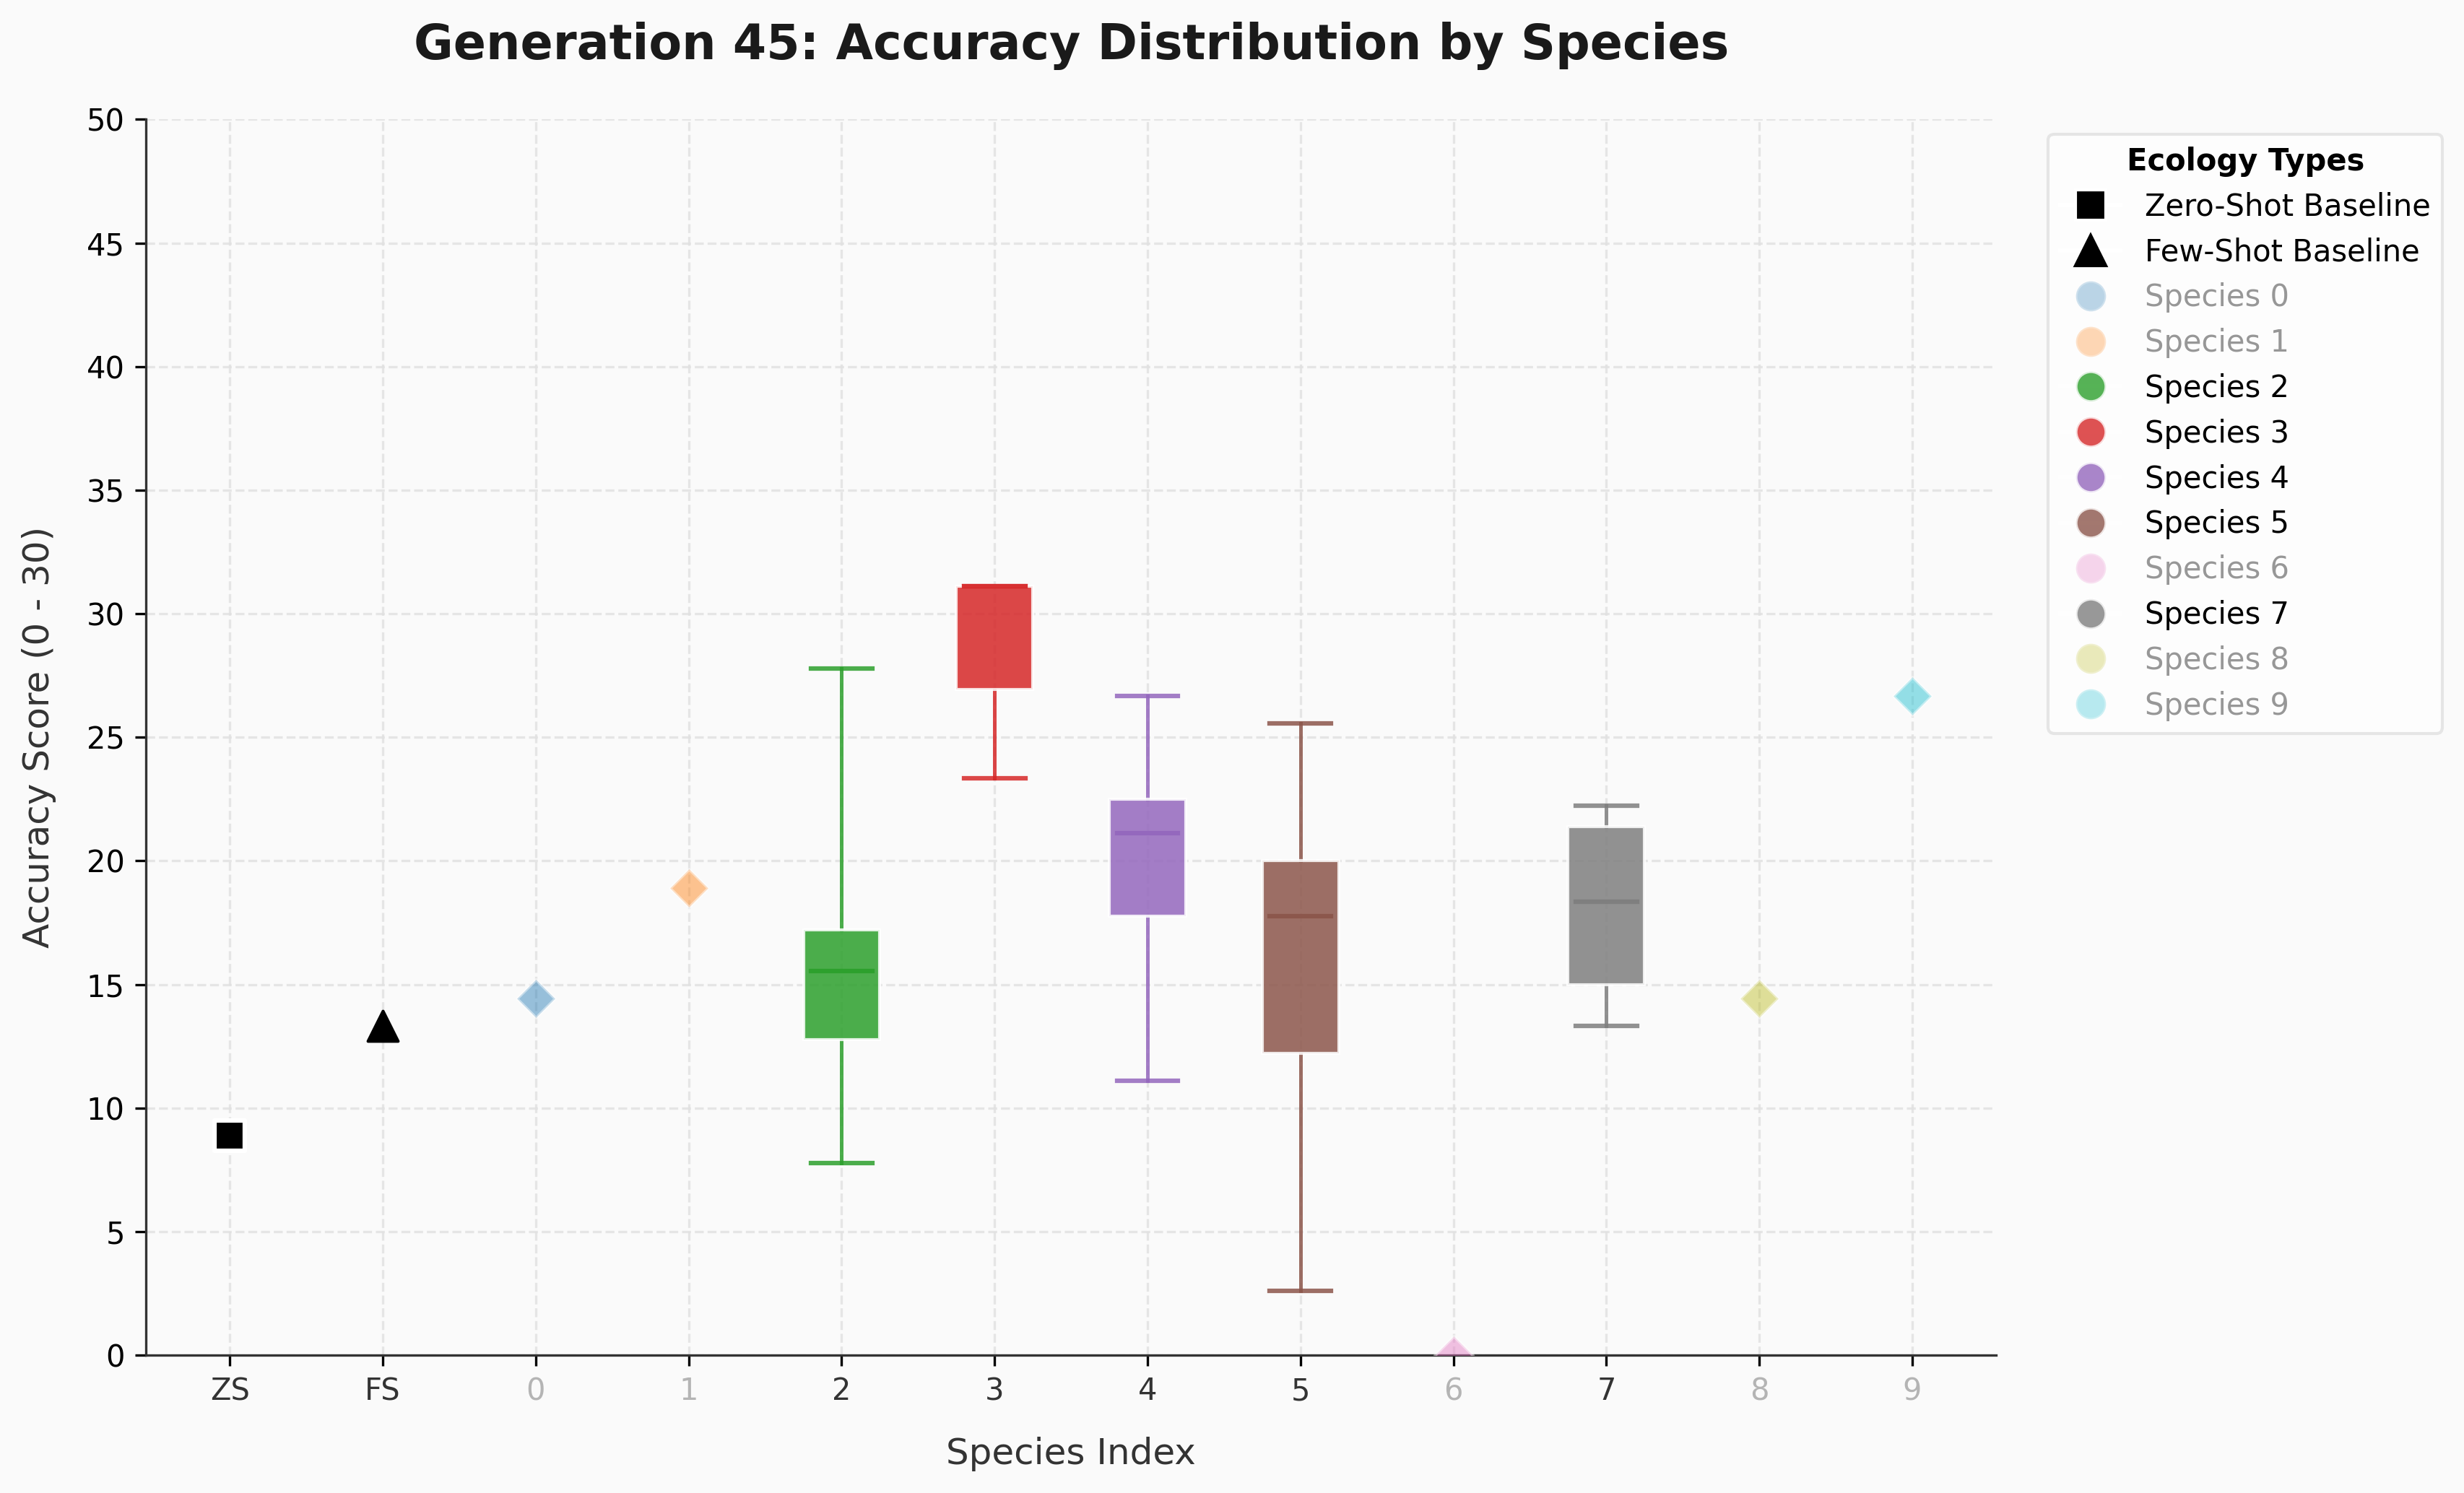 Generation 45: Accuracy Distribution by Species
50
45
40
35
30
25
20
15
10
5
0
Accuracy Score (0 - 30)
ZS FS 0 1 2 3 4 5 6 7 8 9
Species Index
Ecology Types
Zero-Shot Baseline
Few-Shot Baseline
Species 0
Species 1
Species 2
Species 3
Species 4
Species 5
Species 6
Species 7
Species 8
Species 9